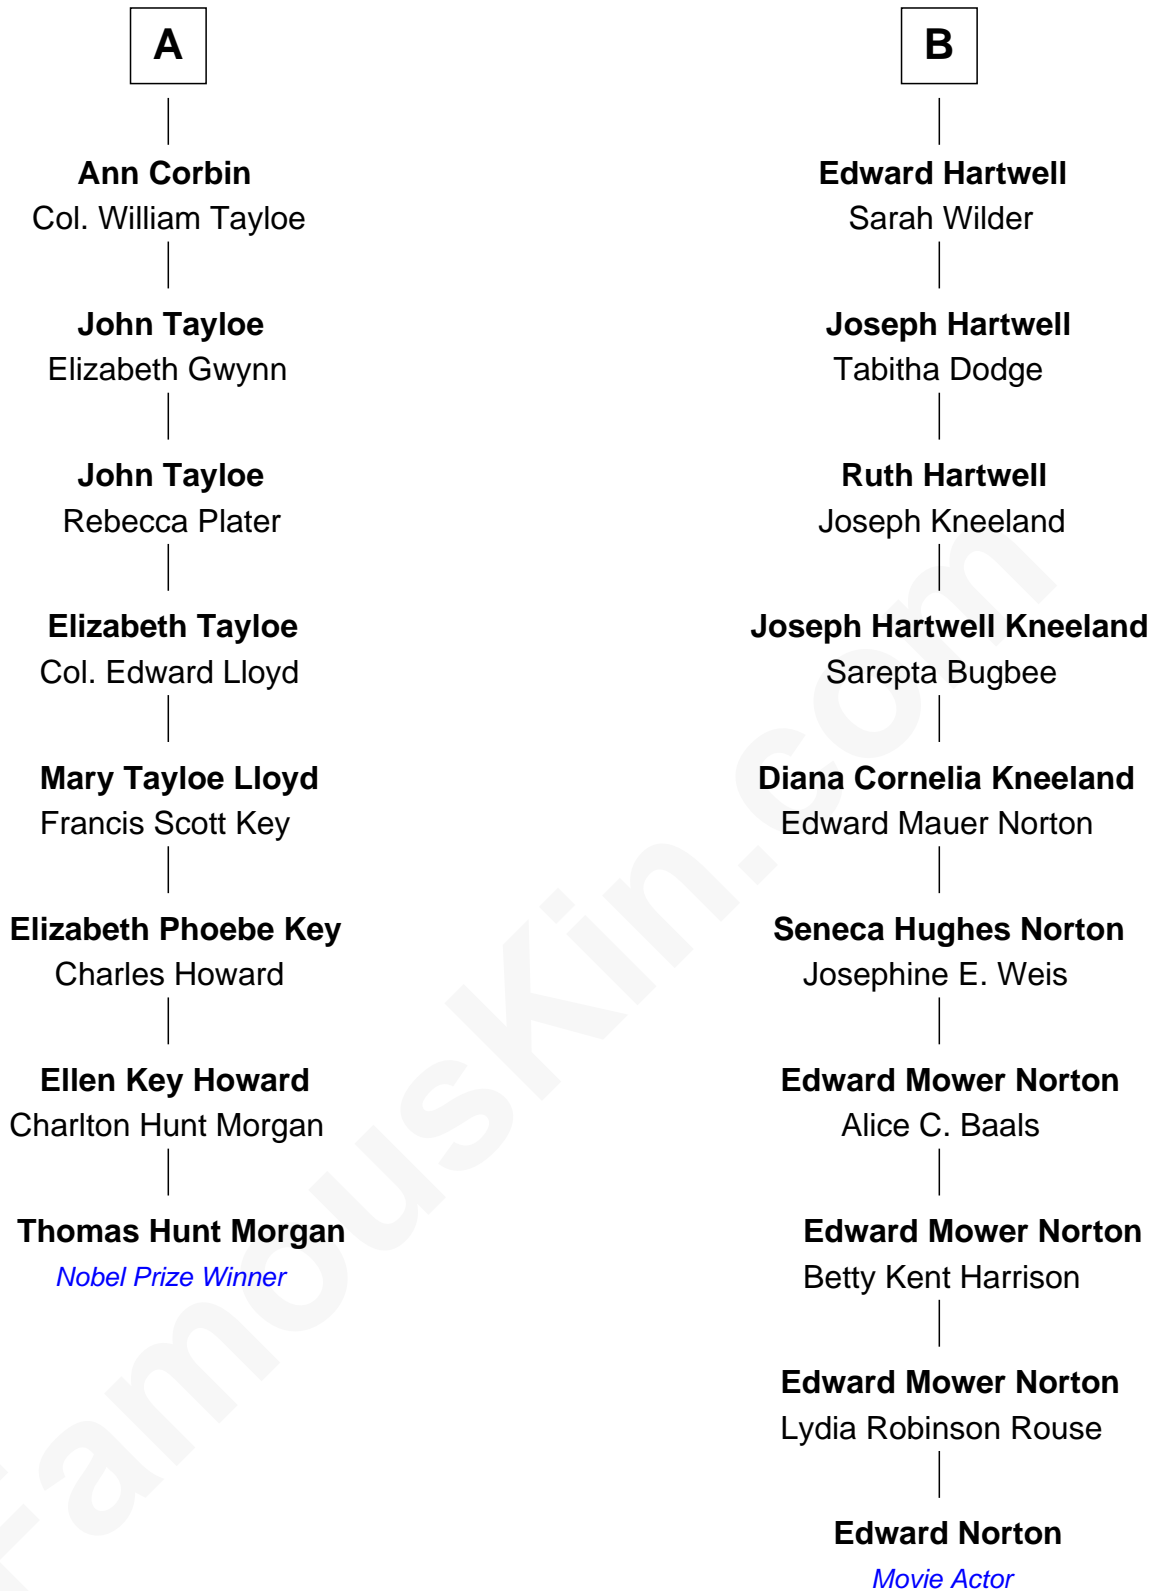 A
Ann Corbin
Col. William Tayloe
John Tayloe
Elizabeth Gwynn
John Tayloe
Rebecca Plater
Elizabeth Tayloe
Col. Edward Lloyd
Mary Tayloe Lloyd
Francis Scott Key
Elizabeth Phoebe Key
Charles Howard
Ellen Key Howard
Charlton Hunt Morgan
Thomas Hunt Morgan
Nobel Prize Winner
B
Edward Hartwell
Sarah Wilder
Joseph Hartwell
Tabitha Dodge
Ruth Hartwell
Joseph Kneeland
Joseph Hartwell Kneeland
Sarepta Bugbee
Diana Cornelia Kneeland
Edward Mauer Norton
Seneca Hughes Norton
Josephine E. Weis
Edward Mower Norton
Alice C. Baals
Edward Mower Norton
Betty Kent Harrison
Edward Mower Norton
Lydia Robinson Rouse
Edward Norton
Movie Actor
FamousKin.com